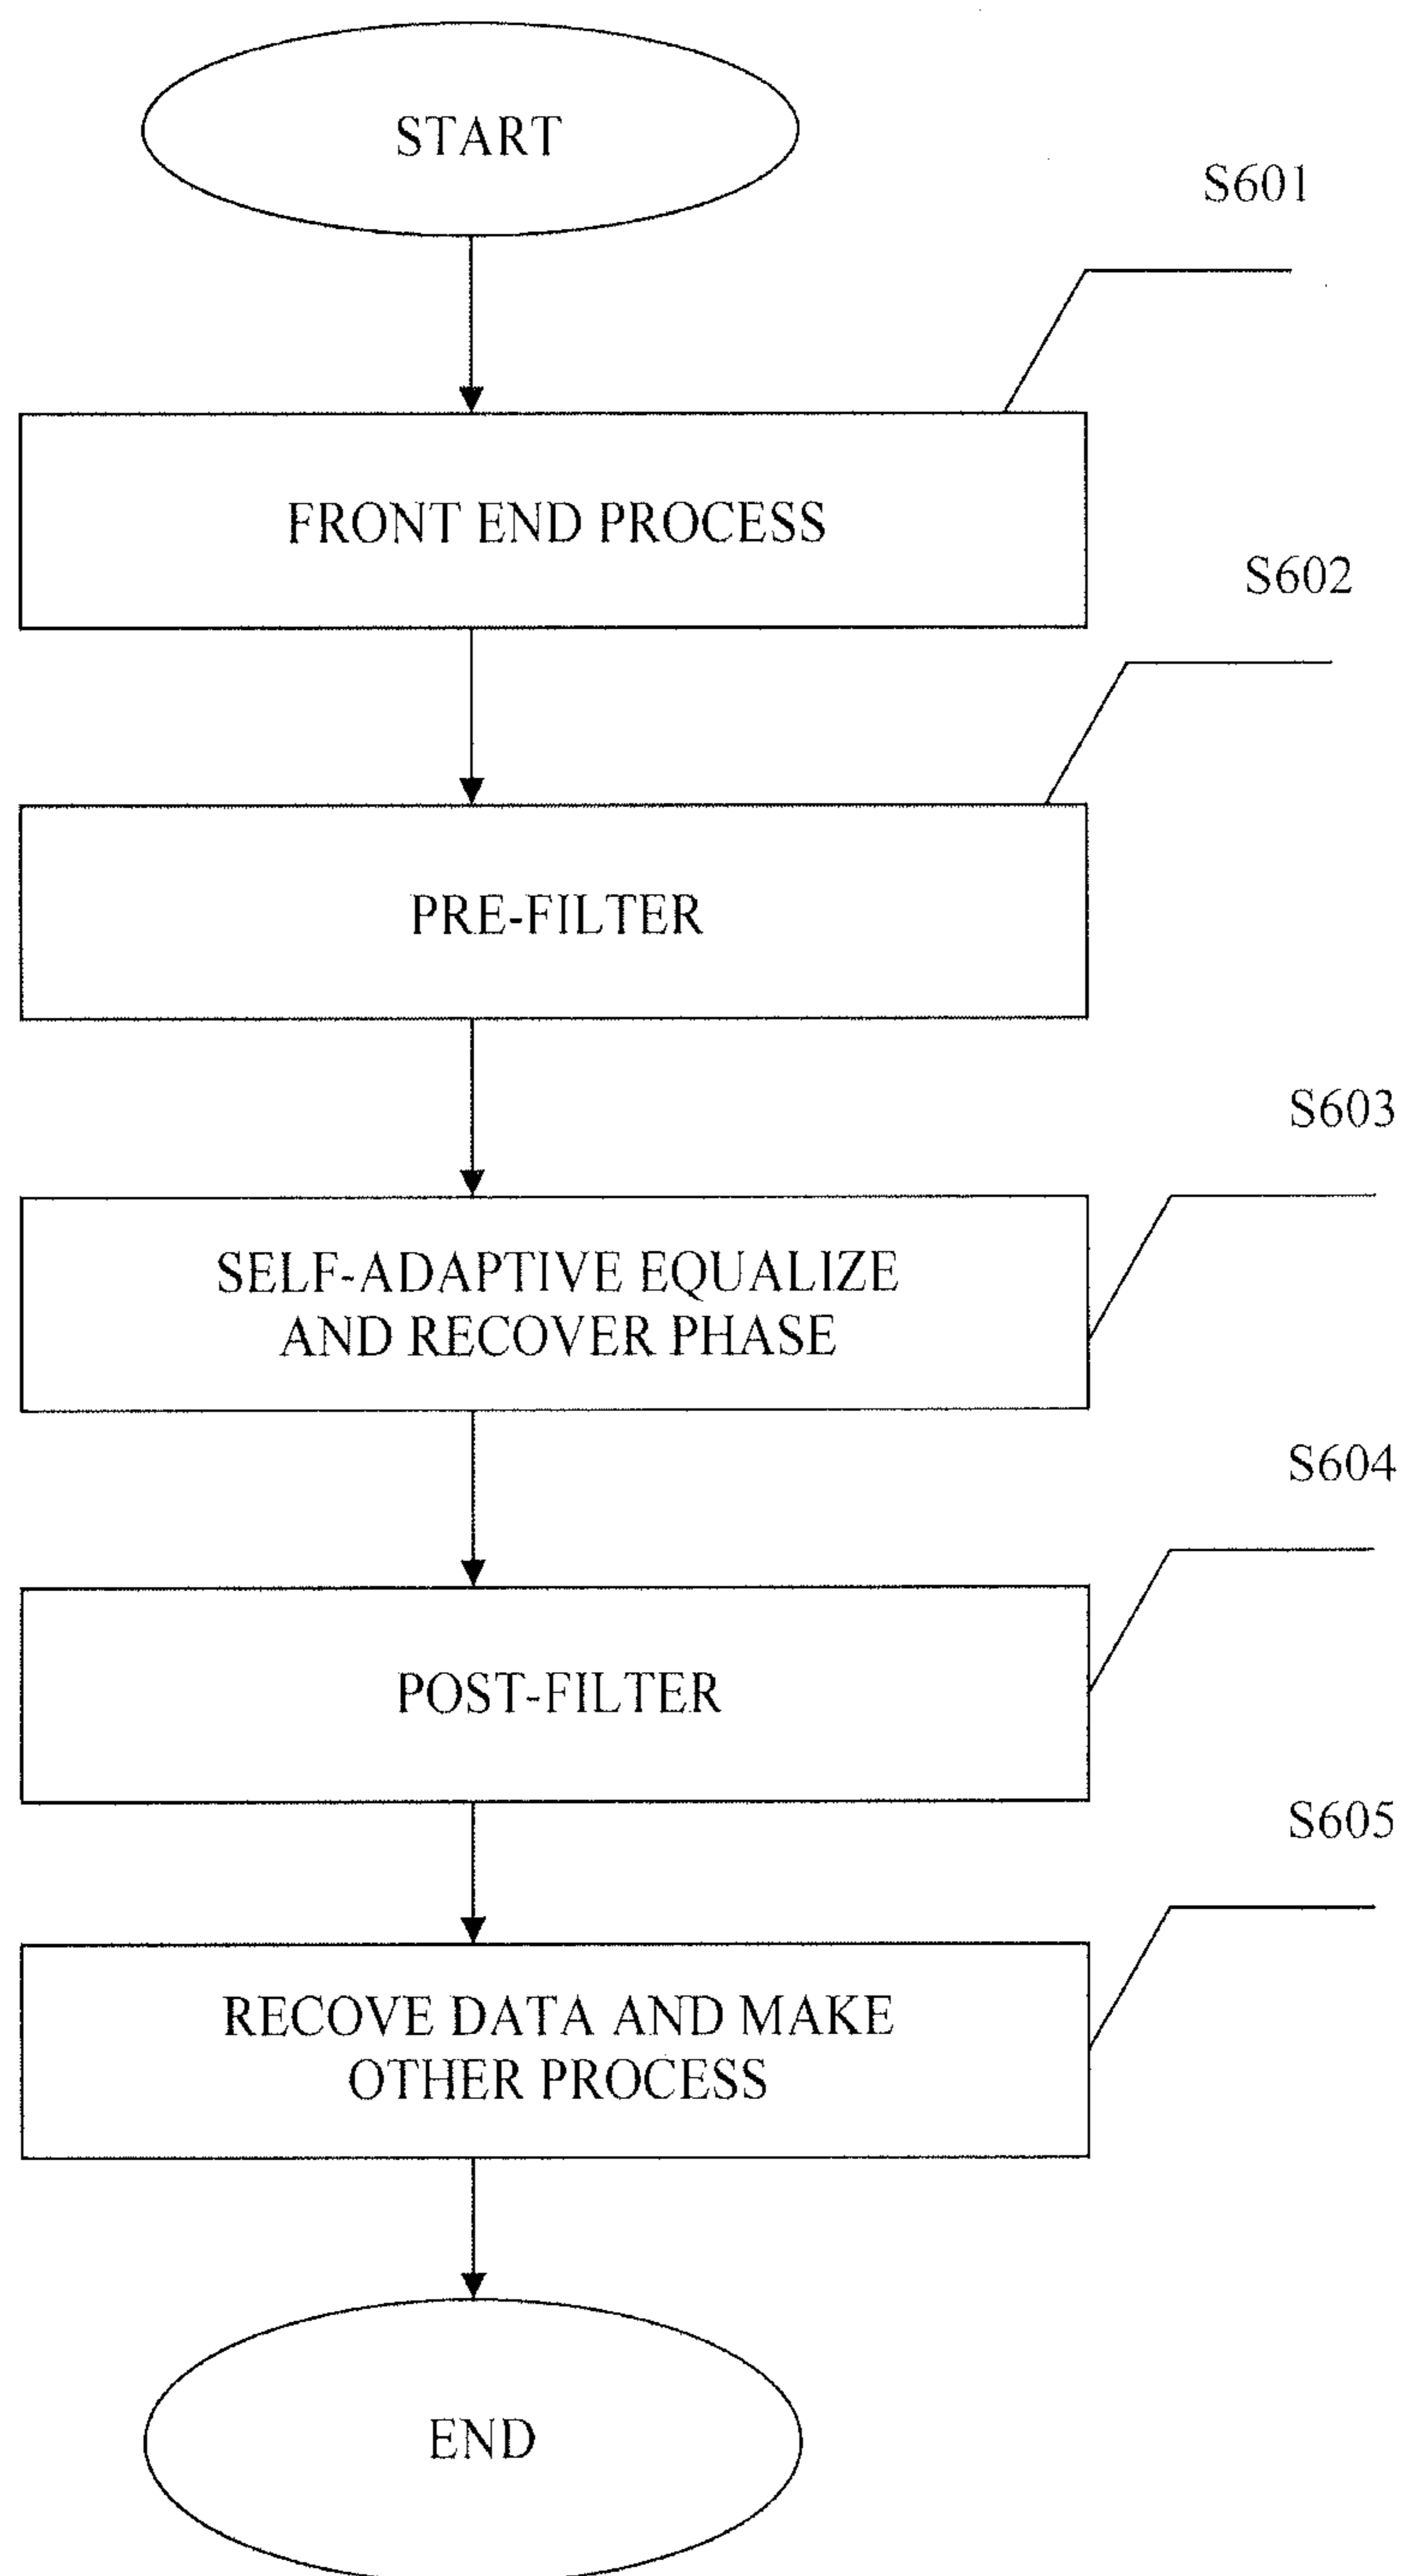 START
S601
FRONT END PROCESS
S602
PRE-FILTER
S603
SELF-ADAPTIVE EQUALIZE
AND RECOVER PHASE
S604
POST-FILTER
S605
RECOVE DATA AND MAKE
OTHER PROCESS
END